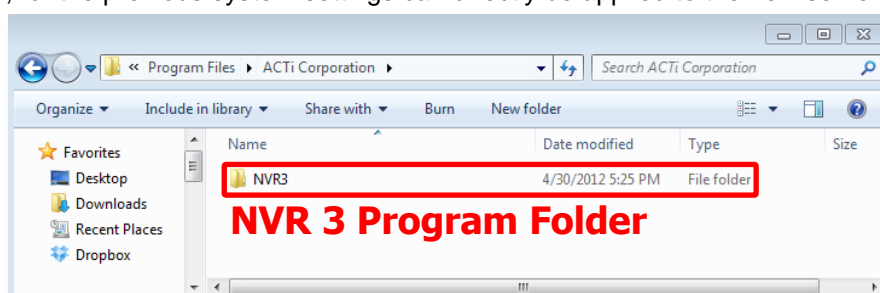 « Program Files ▸ ACTi Corporation ▸ Search ACTi Corporation
Organize ▾ Include in library ▾ Share with ▾ Burn New folder
Favorites
Desktop
Downloads
Recent Places
Dropbox
Name Date modified Type Size
NVR3 4/30/2012 5:25 PM File folder
NVR 3 Program Folder